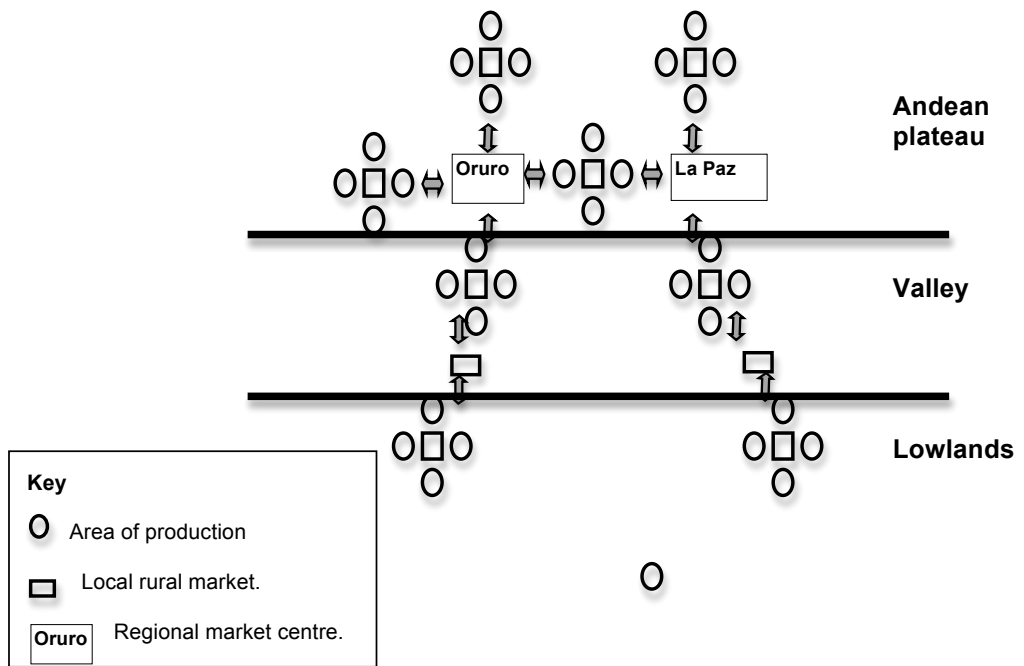 Andean
plateau
Oruro
La Paz
Valley
Lowlands
Key
Area of production
Local rural market.
Oruro Regional market centre.